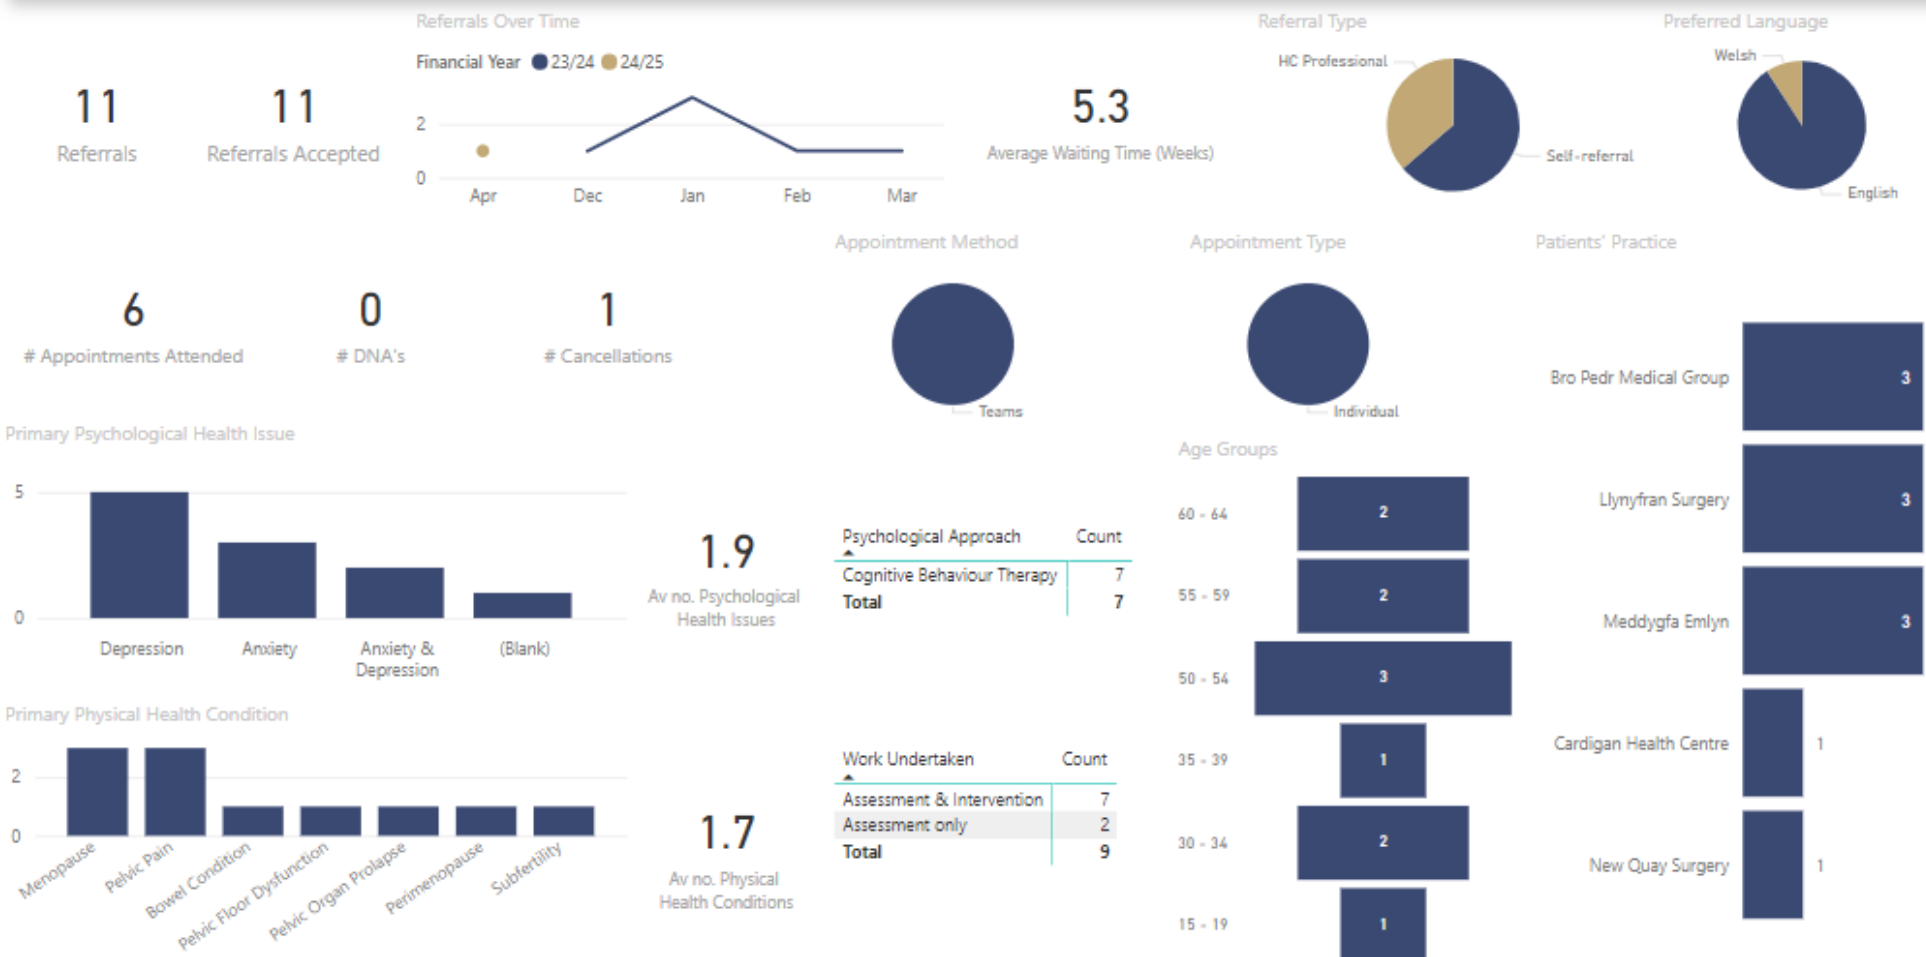 Referrals Over Time
Financial Year 23/24 24/25
11
Referrals
11
Referrals Accepted
2
0
Apr Dec Jan Feb Mar
5.3
Average Waiting Time (Weeks)
Referral Type
HC Professional
Self-referral
Preferred Language
Welsh
English
6
# Appointments Attended
0
# DNA's
1
# Cancellations
Appointment Method
Teams
Appointment Type
Individual
Patients' Practice
Bro Pedr Medical Group 3
Llynyfran Surgery 3
Meddygfa Emlyn 3
Cardigan Health Centre 1
New Quay Surgery 1
Primary Psychological Health Issue
5
0
Depression Anxiety Anxiety & Depression (Blank)
1.9
Av no. Psychological
Health Issues
Psychological Approach Count
Cognitive Behaviour Therapy 7
Total 7
Age Groups
60 - 64 2
55 - 59 2
50 - 54 3
35 - 39 1
30 - 34 2
15 - 19 1
Primary Physical Health Condition
2
0
Menopause
Pelvic Pain
Bowel Condition
Pelvic Floor Dysfunction
Pelvic Organ Prolapse
Perimenopause
Subfertility
1.7
Av no. Physical
Health Conditions
Work Undertaken Count
Assessment & Intervention 7
Assessment only 2
Total 9